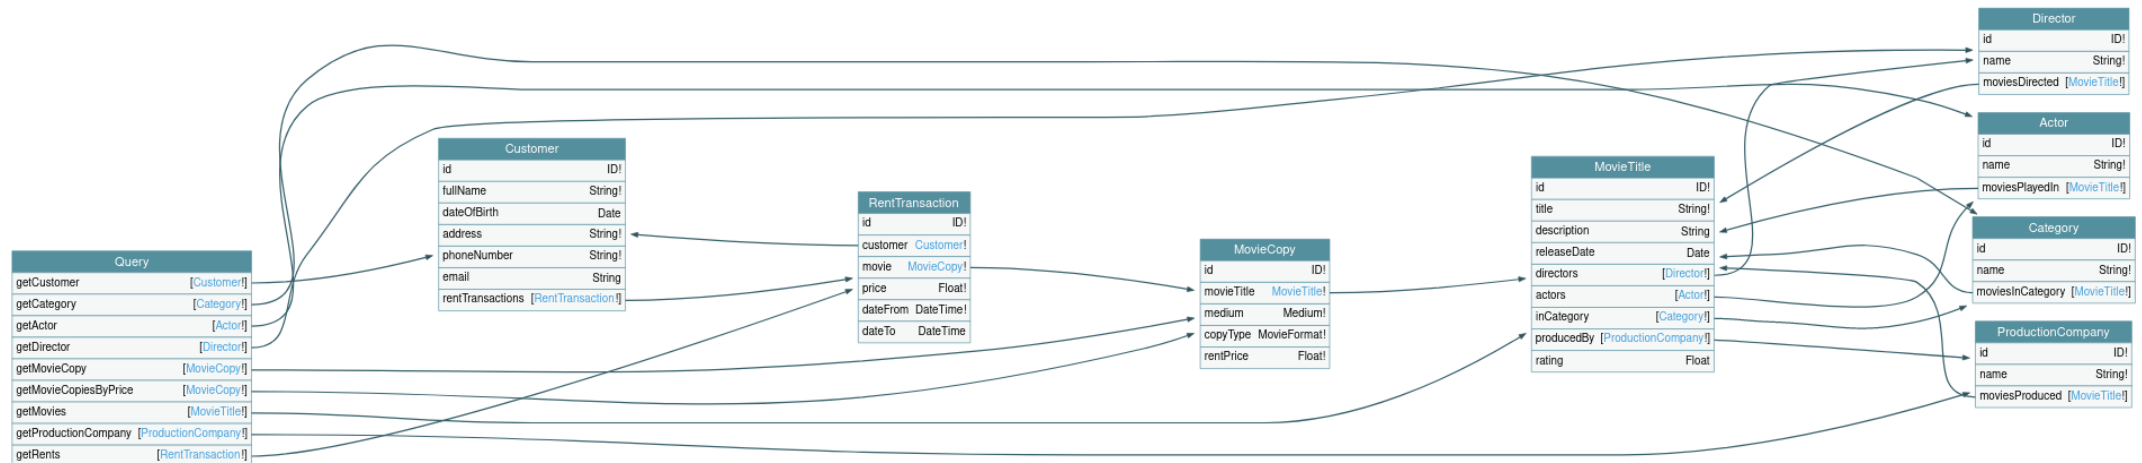 Query
getCustomer [Customer!]
getCategory [Category!]
getActor [Actor!]
getDirector [Director!]
getMovieCopy [MovieCopy!]
getMovieCopiesByPrice [MovieCopy!]
getMovies [MovieTitle!]
getProductionCompany [ProductionCompany!]
getRents [RentTransaction!]
Customer
id ID!
fullName String!
dateOfBirth Date
address String!
phoneNumber String!
email String
rentTransactions [RentTransaction!]
RentTransaction
id ID!
customer Customer!
movie MovieCopy!
price Float!
dateFrom DateTime!
dateTo DateTime
MovieCopy
id ID!
movieTitle MovieTitle!
medium Medium!
copyType MovieFormat!
rentPrice Float!
MovieTitle
id ID!
title String!
description String
releaseDate Date
directors [Director!]
actors [Actor!]
inCategory [Category!]
producedBy [ProductionCompany!]
rating Float
Director
id ID!
name String!
moviesDirected [MovieTitle!]
Actor
id ID!
name String!
moviesPlayedIn [MovieTitle!]
Category
id ID!
name String!
moviesInCategory [MovieTitle!]
ProductionCompany
id ID!
name String!
moviesProduced [MovieTitle!]